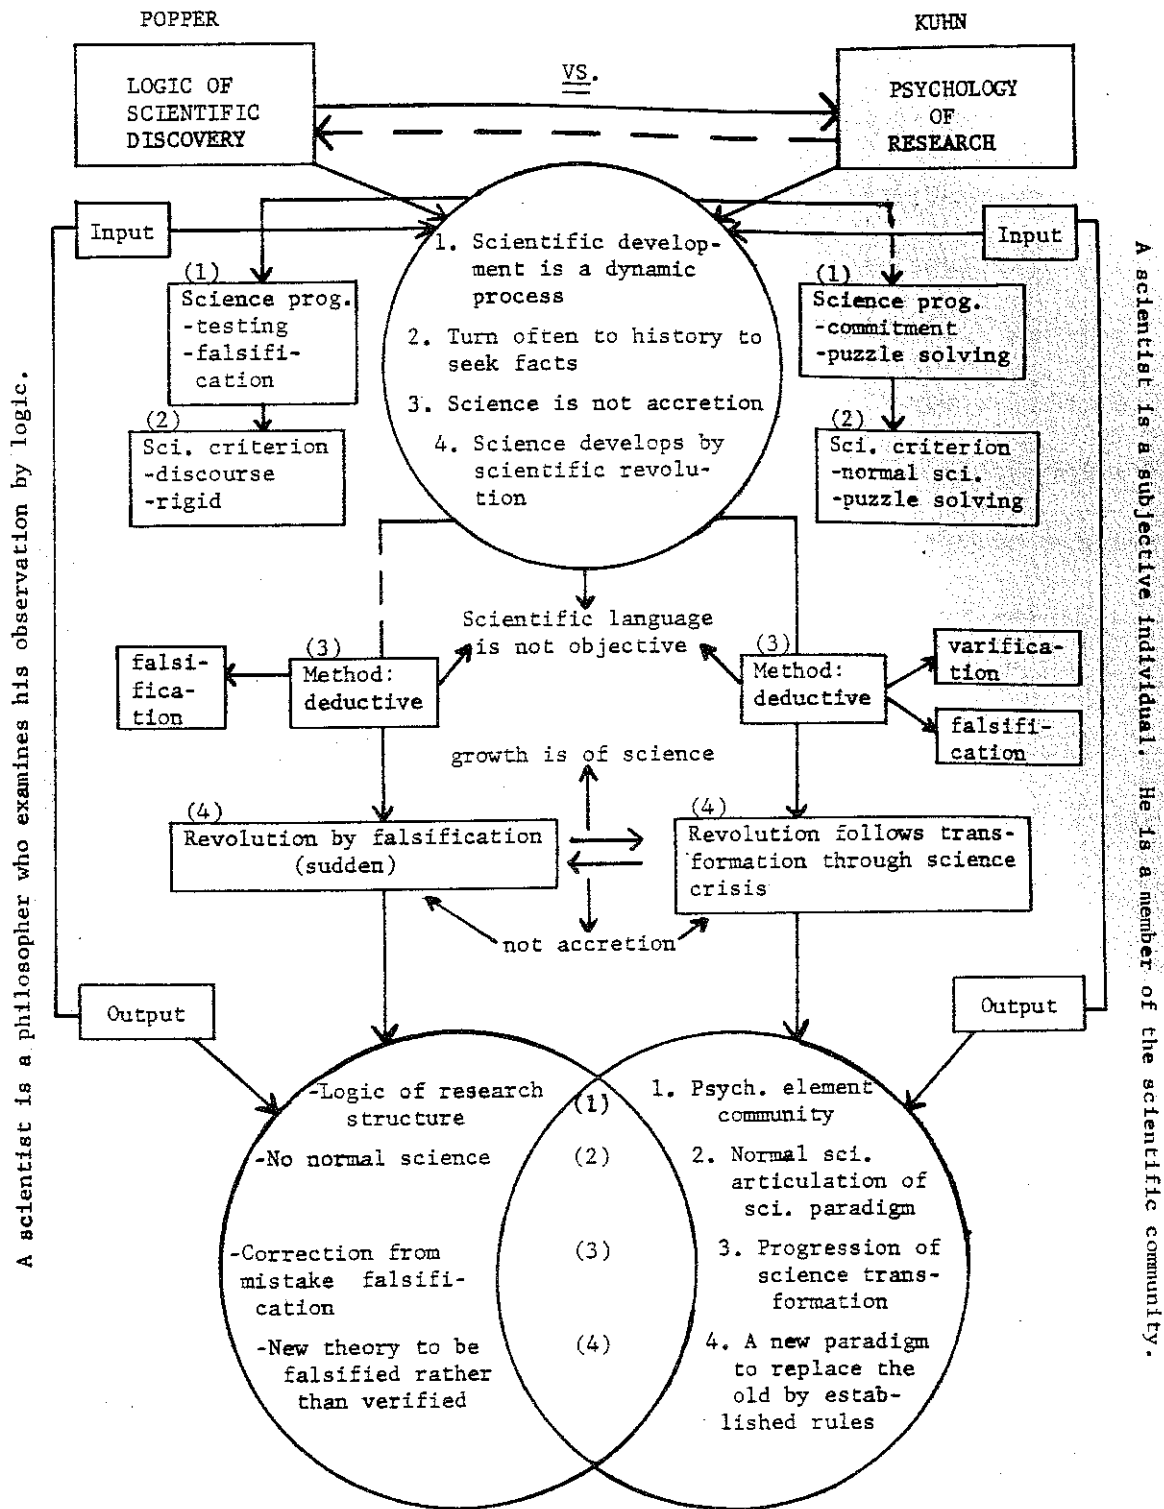 POPPER
KUHN
LOGIC OF
SCIENTIFIC
DISCOVERY
VS.
PSYCHOLOGY
OF
RESEARCH
Input
Input
1. Scientific develop-
ment is a dynamic
process
2. Turn often to history to
seek facts
3. Science is not accretion
4. Science develops by
scientific revolu-
tion
(1)
Science prog.
-testing
-falsifi-
cation
(2)
Sci. criterion
-discourse
-rigid
(1)
Science prog.
-commitment
-puzzle solving
(2)
Sci. criterion
-normal sci.
-puzzle solving
Scientific language
is not objective
falsi-
fica-
tion
(3)
Method:
deductive
(3)
Method:
deductive
varifica-
tion
falsifi-
cation
growth is of science
(4)
Revolution by falsification
(sudden)
(4)
Revolution follows trans-
formation through science
crisis
not accretion
Output
Output
-Logic of research
structure
-No normal science
-Correction from
mistake falsifi-
cation
-New theory to be
falsified rather
than verified
(1)
(2)
(3)
(4)
1. Psych. element
community
2. Normal sci.
articulation of
sci. paradigm
3. Progression of
science trans-
formation
4. A new paradigm
to replace the
old by estab-
lished rules
A scientist is a philosopher who examines his observation by logic.
A scientist is a subjective individual. He is a member of the scientific community.